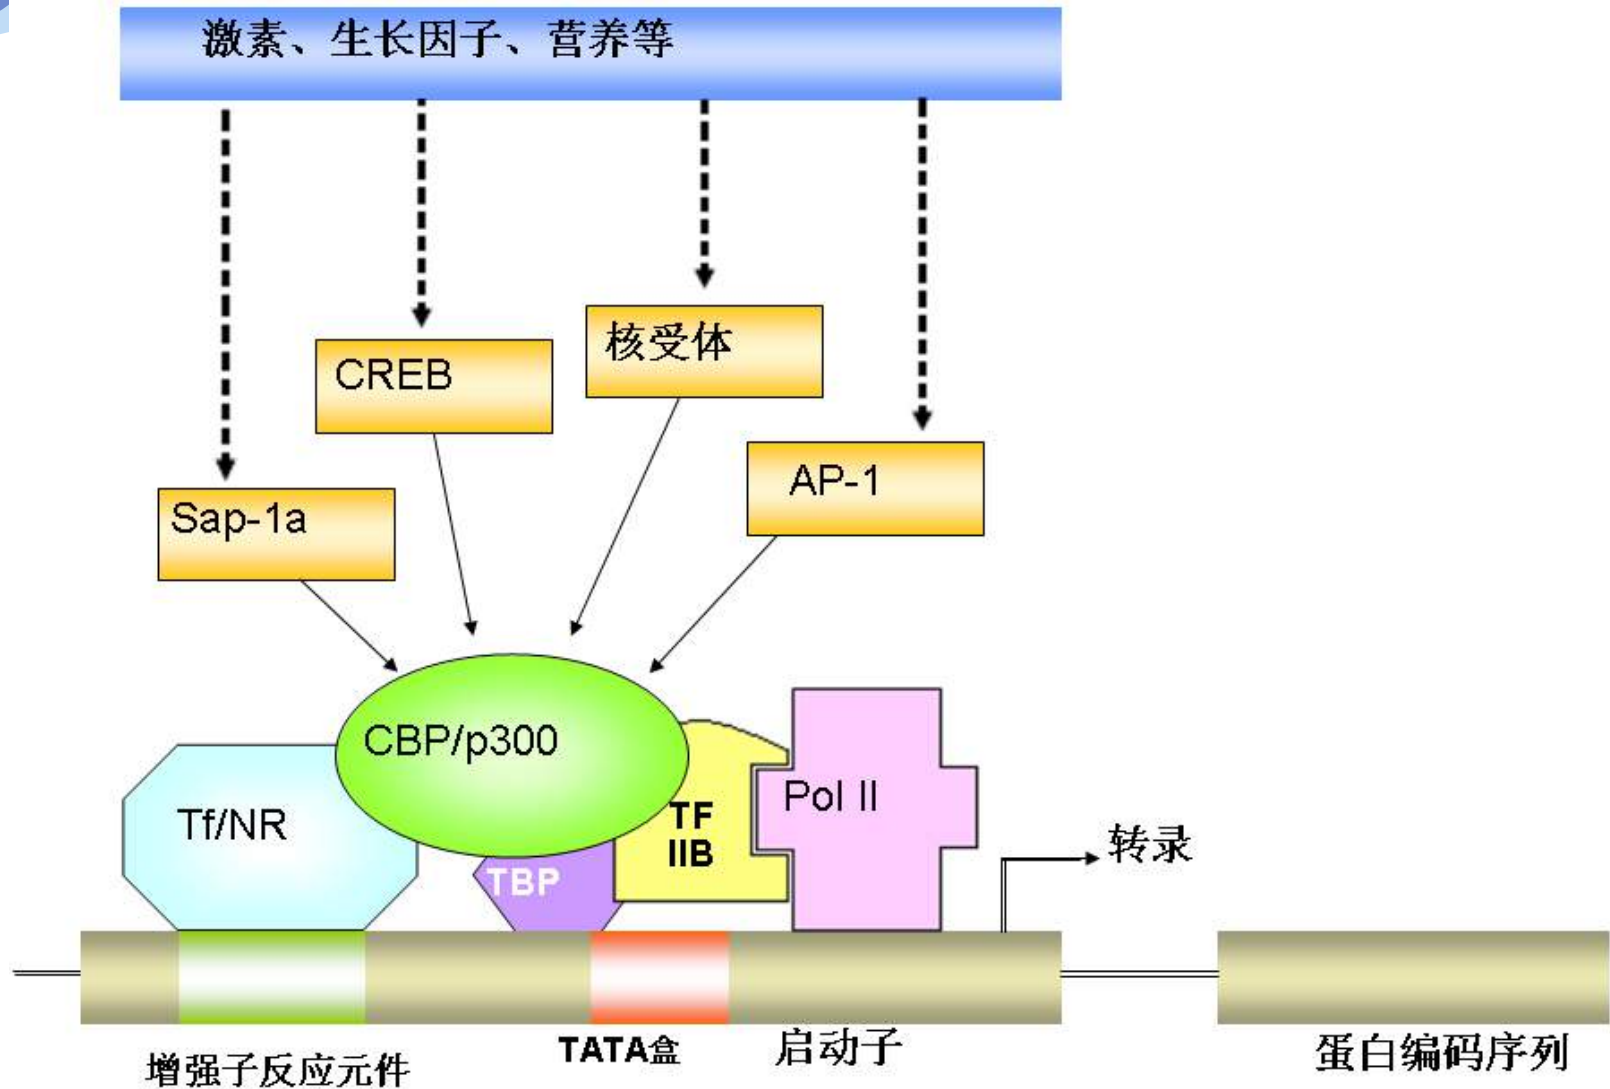 激素、生长因子、营养等
核受体
CREB
AP-1
Sap-1a
CBP/p300
Tf/NR
TBP
TF
IIB
Pol II
转录
增强子反应元件
TATA盒
启动子
蛋白编码序列